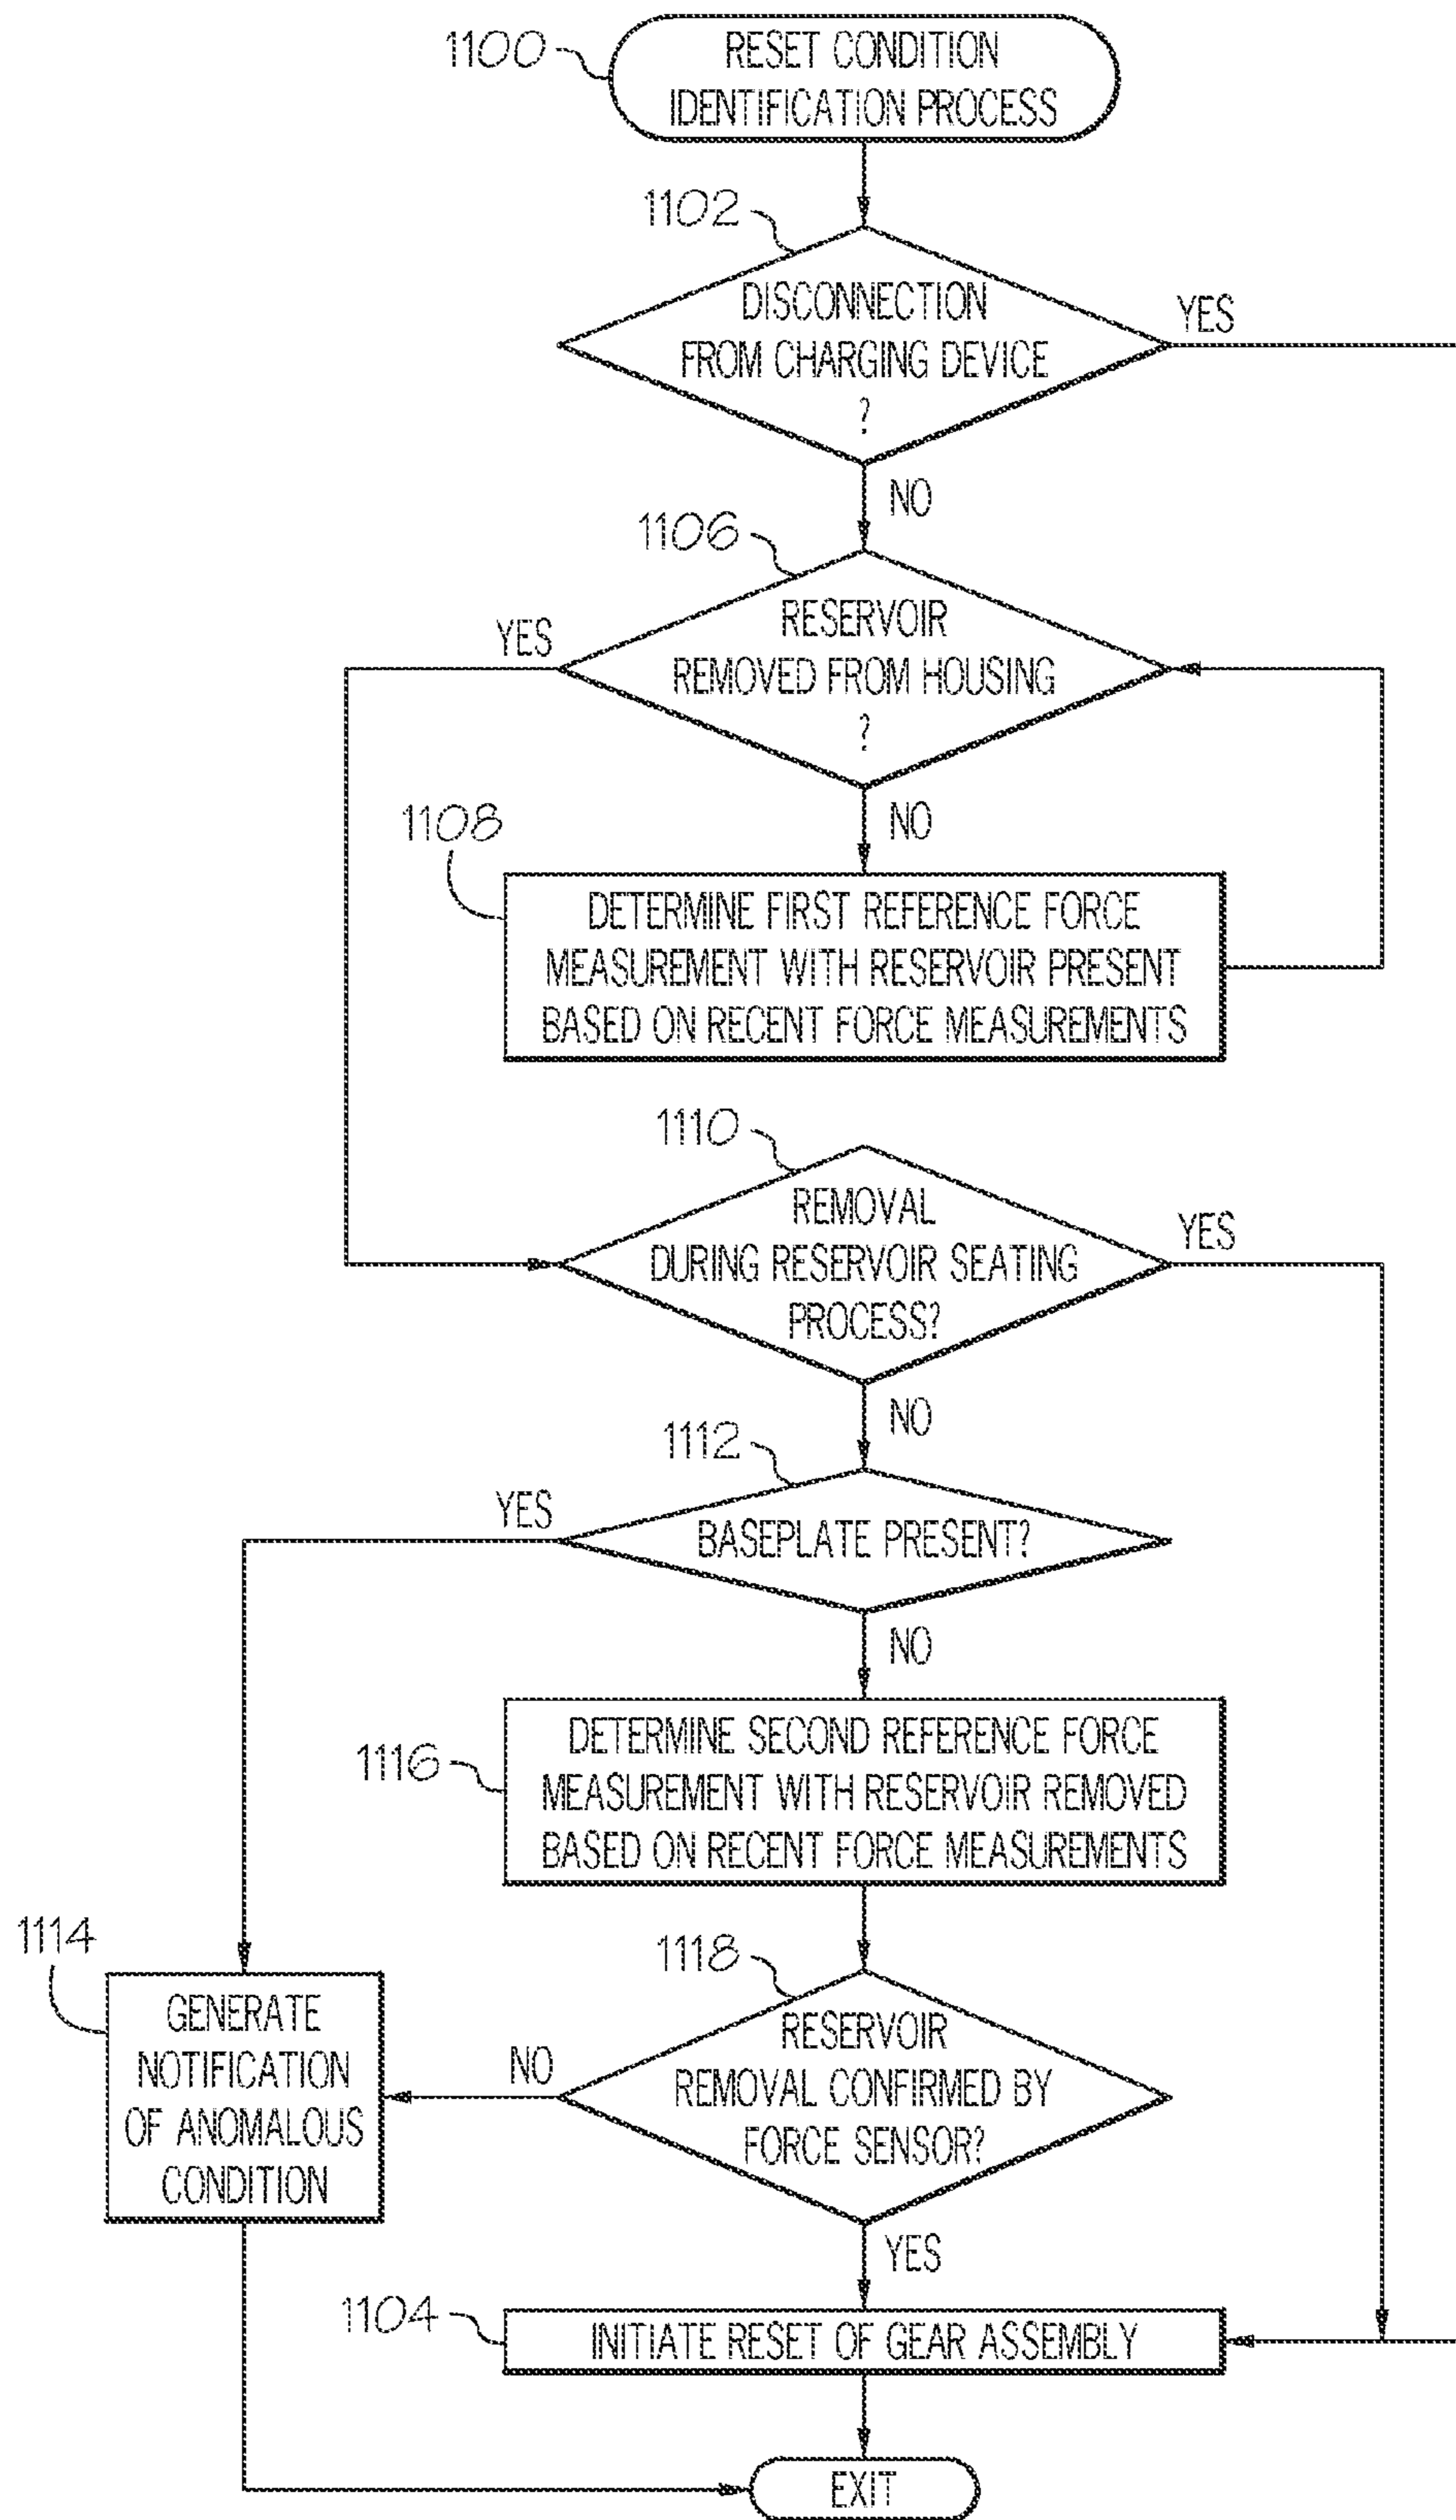 1100
RESET CONDITION
IDENTIFICATION PROCESS
1102
DISCONNECTION
FROM CHARGING DEVICE
?
YES
NO
1106
RESERVOIR
REMOVED FROM HOUSING
?
YES
NO
1108
DETERMINE FIRST REFERENCE FORCE
MEASUREMENT WITH RESERVOIR PRESENT
BASED ON RECENT FORCE MEASUREMENTS
1110
REMOVAL
DURING RESERVOIR SEATING
PROCESS?
YES
NO
1112
YES
BASEPLATE PRESENT?
NO
1116
DETERMINE SECOND REFERENCE FORCE
MEASUREMENT WITH RESERVOIR REMOVED
BASED ON RECENT FORCE MEASUREMENTS
1114
GENERATE
NOTIFICATION
OF ANOMALOUS
CONDITION
1118
RESERVOIR
REMOVAL CONFIRMED BY
FORCE SENSOR?
NO
YES
1104
INITIATE RESET OF GEAR ASSEMBLY
EXIT